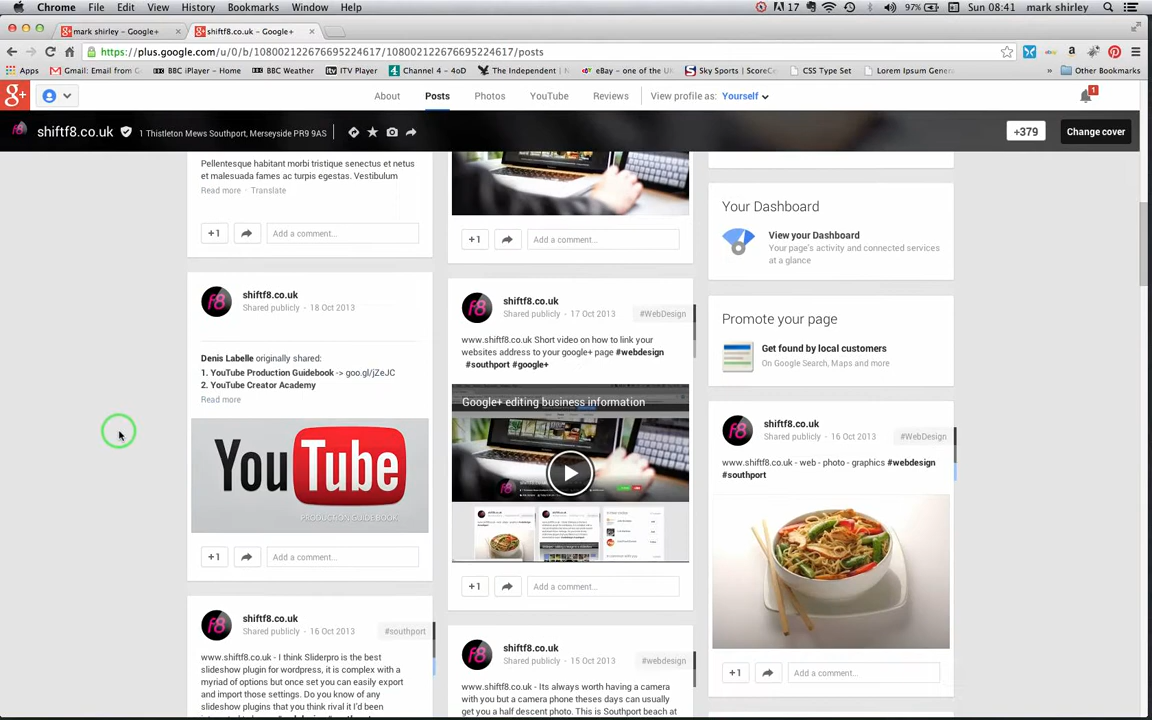 Chrome File Edit View History Bookmarks Window Help
17 97% Sun 08:41 mark shirley
mark shirley – Google+
shiftf8.co.uk – Google+
https://plus.google.com/u/0/b/108002122676695224617/108002122676695224617/posts
Apps Gmail: Email from G BBC iPlayer – Home BBC Weather ITV Player Channel 4 – 4oD The Independent | eBay – one of the UK Sky Sports | ScoreCe CSS Type Set Lorem Ipsum Gener » Other Bookmarks
g+ About Posts Photos YouTube Reviews View profile as: Yourself 1
shiftf8.co.uk 1 Thistleton Mews Southport, Merseyside PR9 9AS +379 Change cover
Pellentesque habitant morbi tristique senectus et netus
et malesuada fames ac turpis egestas. Vestibulum
Read more · Translate
+1 Add a comment...
f8 shiftf8.co.uk
Shared publicly · 18 Oct 2013
Denis Labelle originally shared:
1. YouTube Production Guidebook -> goo.gl/jZeJC
2. YouTube Creator Academy
Read more
YouTube
PRODUCTION GUIDE BOOK
+1 Add a comment...
f8 shiftf8.co.uk
Shared publicly · 16 Oct 2013 #southport
www.shiftf8.co.uk - I think Sliderpro is the best
slideshow plugin for wordpress, it is complex with a
myriad of options but once set you can easily export
and import those settings. Do you know of any
slideshow plugins that you think rival it I'd been
+1 Add a comment...
f8 shiftf8.co.uk
Shared publicly · 17 Oct 2013 #WebDesign
www.shiftf8.co.uk Short video on how to link your
websites address to your google+ page #webdesign
#southport #google+
Google+ editing business information
+1 Add a comment...
f8 shiftf8.co.uk
Shared publicly · 15 Oct 2013 #webdesign
www.shiftf8.co.uk - Its always worth having a camera
with you but a camera phone theses days can usually
get you a half descent photo. This is Southport beach at
Your Dashboard
View your Dashboard
Your page's activity and connected services
at a glance
Promote your page
Get found by local customers
On Google Search, Maps and more
f8 shiftf8.co.uk
Shared publicly · 16 Oct 2013 #WebDesign
www.shiftf8.co.uk - web - photo - graphics #webdesign
#southport
+1 Add a comment...